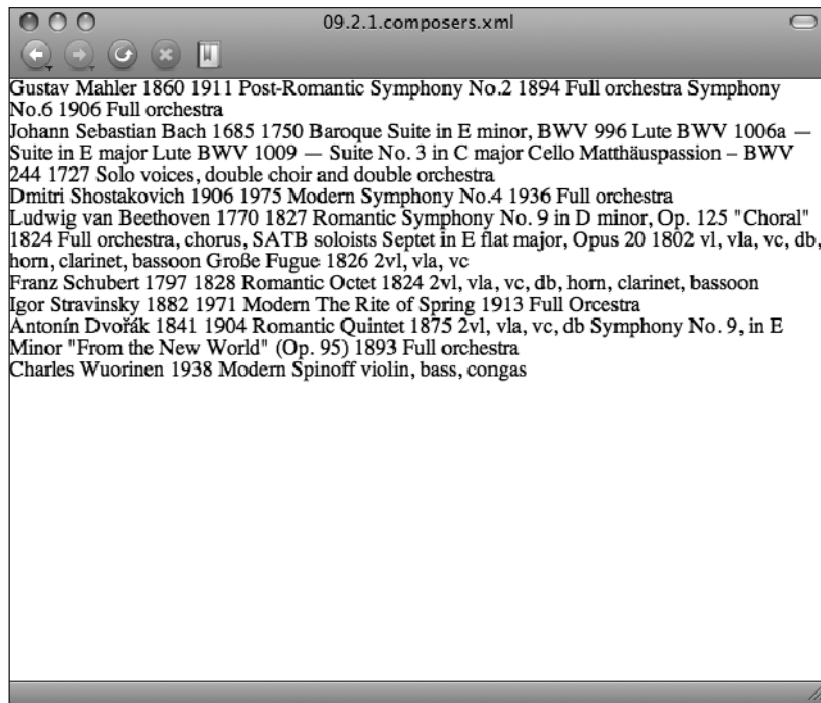 09.2.1.composers.xml
Gustav Mahler 1860 1911 Post-Romantic Symphony No.2 1894 Full orchestra Symphony
No.6 1906 Full orchestra
Johann Sebastian Bach 1685 1750 Baroque Suite in E minor, BWV 996 Lute BWV 1006a —
Suite in E major Lute BWV 1009 — Suite No. 3 in C major Cello Matthäuspassion – BWV
244 1727 Solo voices, double choir and double orchestra
Dmitri Shostakovich 1906 1975 Modern Symphony No.4 1936 Full orchestra
Ludwig van Beethoven 1770 1827 Romantic Symphony No. 9 in D minor, Op. 125 "Choral"
1824 Full orchestra, chorus, SATB soloists Septet in E flat major, Opus 20 1802 vl, vla, vc, db,
horn, clarinet, bassoon Große Fugue 1826 2vl, vla, vc
Franz Schubert 1797 1828 Romantic Octet 1824 2vl, vla, vc, db, horn, clarinet, bassoon
Igor Stravinsky 1882 1971 Modern The Rite of Spring 1913 Full Orcestra
Antonín Dvořák 1841 1904 Romantic Quintet 1875 2vl, vla, vc, db Symphony No. 9, in E
Minor "From the New World" (Op. 95) 1893 Full orchestra
Charles Wuorinen 1938 Modern Spinoff violin, bass, congas